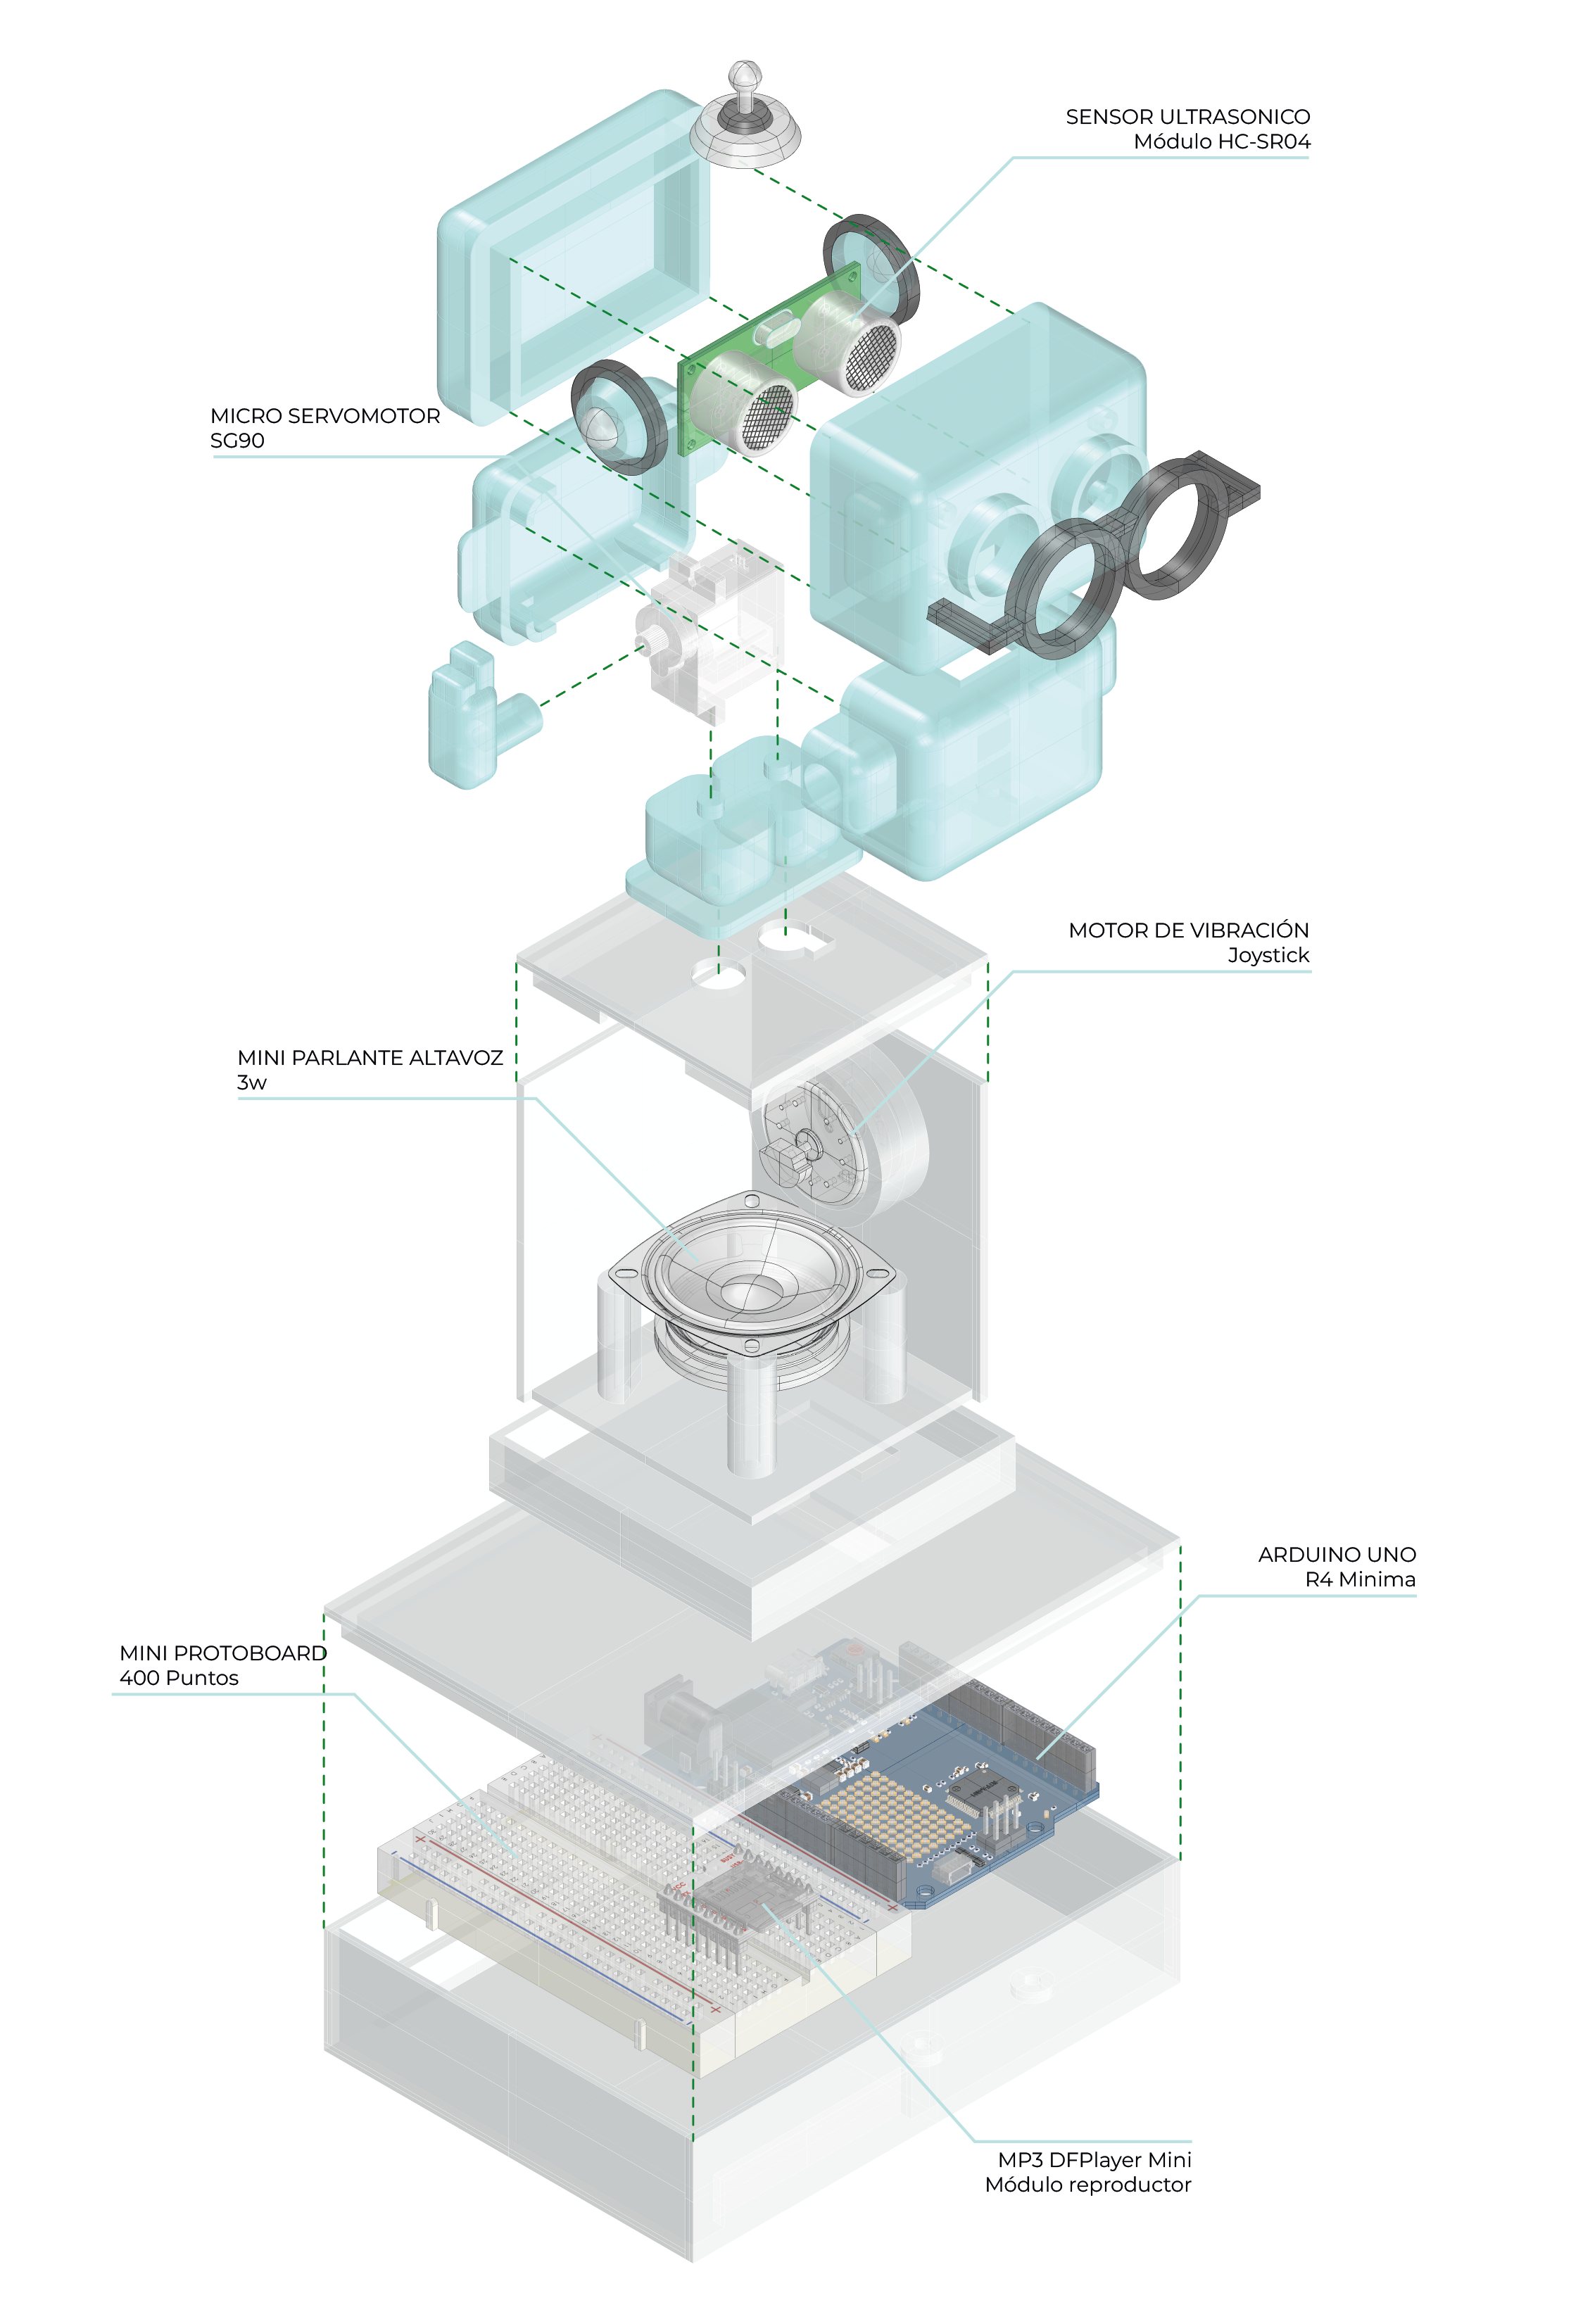 SENSOR ULTRASONICO
Módulo HC-SR04
MICRO SERVOMOTOR
SG90
MOTOR DE VIBRACIÓN
Joystick
MINI PARLANTE ALTAVOZ
3w
ARDUINO UNO
R4 Minima
MINI PROTOBOARD
400 Puntos
MP3 DFPlayer Mini
Módulo reproductor